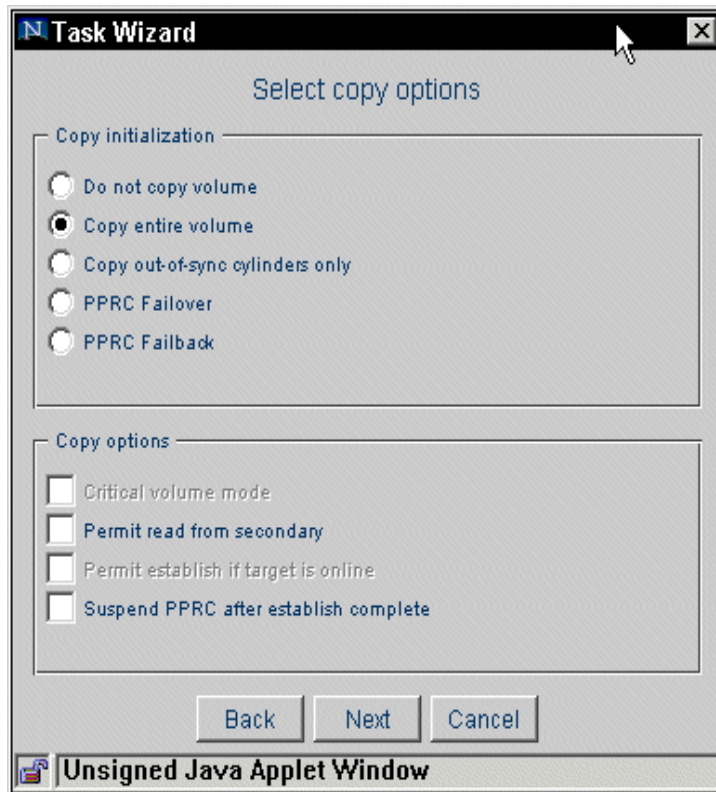 N Task Wizard
Select copy options
Copy initialization
Do not copy volume
Copy entire volume
Copy out-of-sync cylinders only
PPRC Failover
PPRC Failback
Copy options
Critical volume mode
Permit read from secondary
Permit establish if target is online
Suspend PPRC after establish complete
Back Next Cancel
Unsigned Java Applet Window